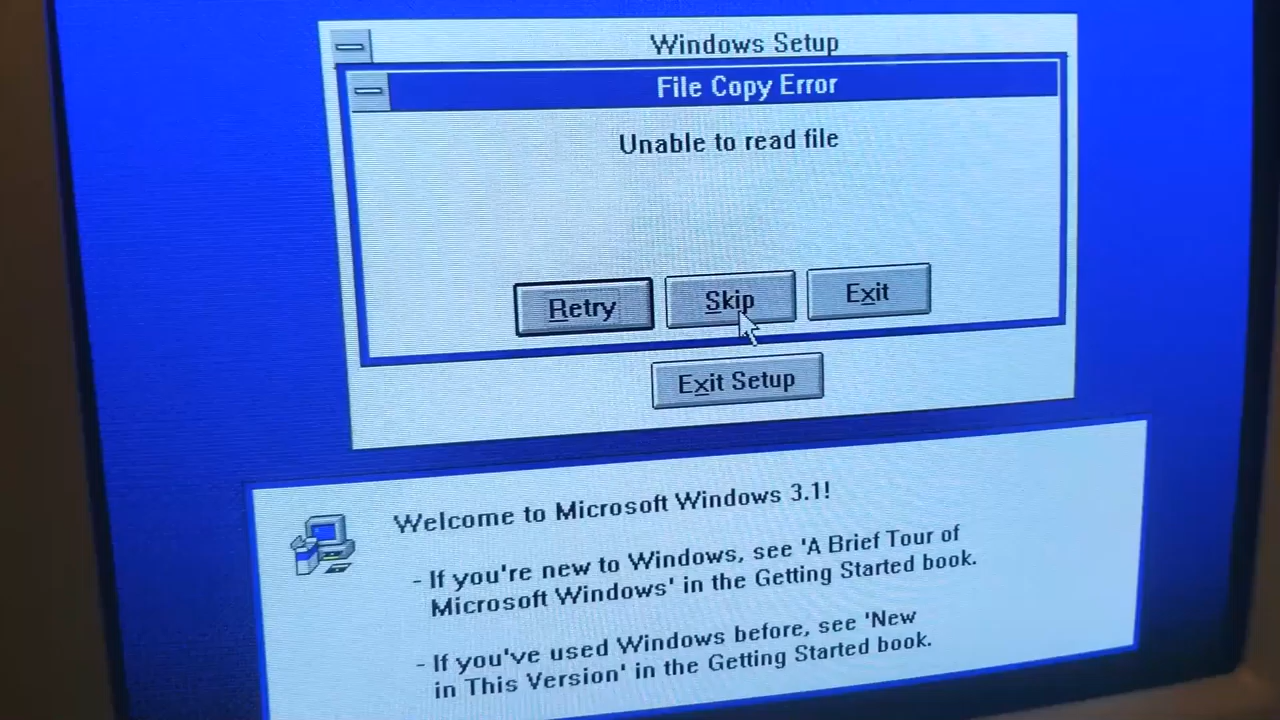 Windows Setup
File Copy Error
Unable to read file
Retry
Skip
Exit
Exit Setup
Welcome to Microsoft Windows 3.1!
- If you're new to Windows, see 'A Brief Tour of
Microsoft Windows' in the Getting Started book.
- If you've used Windows before, see 'New
in This Version' in the Getting Started book.